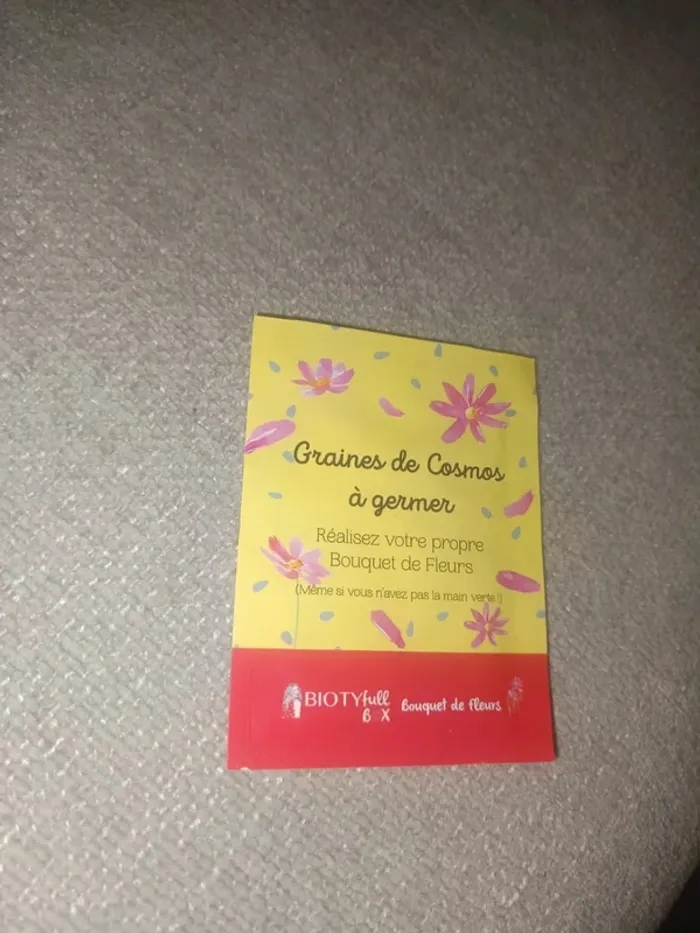 Graines de Cosmos
à germer
Réalisez votre propre
Bouquet de Fleurs
(Même si vous n'avez pas la main verte :)
BIOTYfull
BOX
Bouquet de fleurs